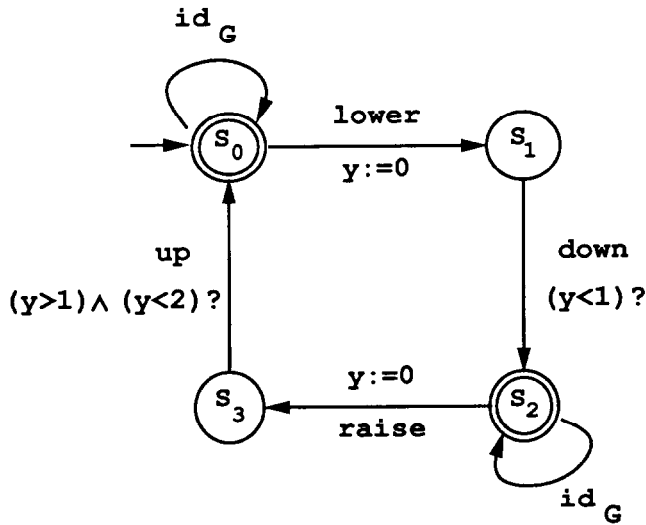 id G
lower
S0
S1
y:=0
up
down
(y>1)∧(y<2)?
(y<1)?
y:=0
S3
S2
raise
id G